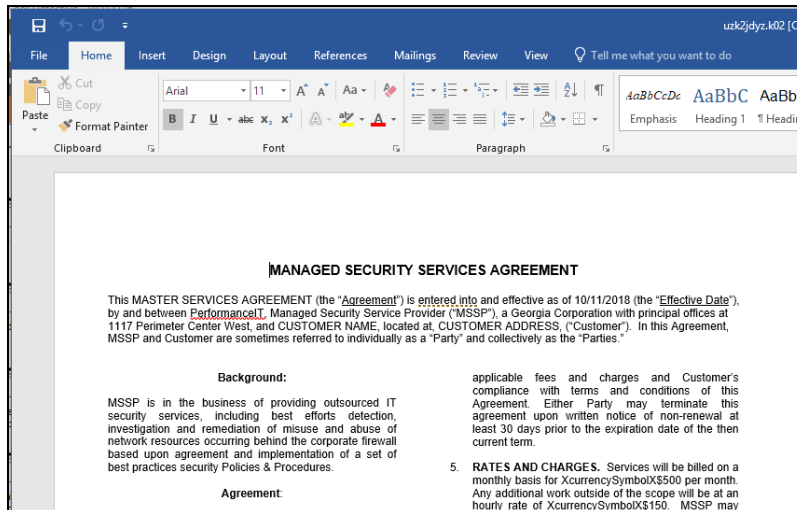 uzk2jdyz.k02 [C
File Home Insert Design Layout References Mailings Review View Tell me what you want to do
Cut
Copy
Paste
Format Painter
Arial 11 A A Aa
B I U abc X₂ X² A aby A
AaBbCcDc AaBbC AaBb
Emphasis Heading 1 ¶ Headi
Clipboard Font Paragraph
MANAGED SECURITY SERVICES AGREEMENT
This MASTER SERVICES AGREEMENT (the “Agreement”) is entered into and effective as of 10/11/2018 (the “Effective Date”),
by and between PerformanceIT, Managed Security Service Provider (“MSSP”), a Georgia Corporation with principal offices at
1117 Perimeter Center West, and CUSTOMER NAME, located at, CUSTOMER ADDRESS, (“Customer”). In this Agreement,
MSSP and Customer are sometimes referred to individually as a “Party” and collectively as the “Parties.”
Background:
MSSP is in the business of providing outsourced IT
security services, including best efforts detection,
investigation and remediation of misuse and abuse of
network resources occurring behind the corporate firewall
based upon agreement and implementation of a set of
best practices security Policies & Procedures.
Agreement:
applicable fees and charges and Customer’s
compliance with terms and conditions of this
Agreement. Either Party may terminate this
agreement upon written notice of non-renewal at
least 30 days prior to the expiration date of the then
current term.
5. RATES AND CHARGES. Services will be billed on a
monthly basis for XcurrencySymbolX$500 per month.
Any additional work outside of the scope will be at an
hourly rate of XcurrencySymbolX$150. MSSP may